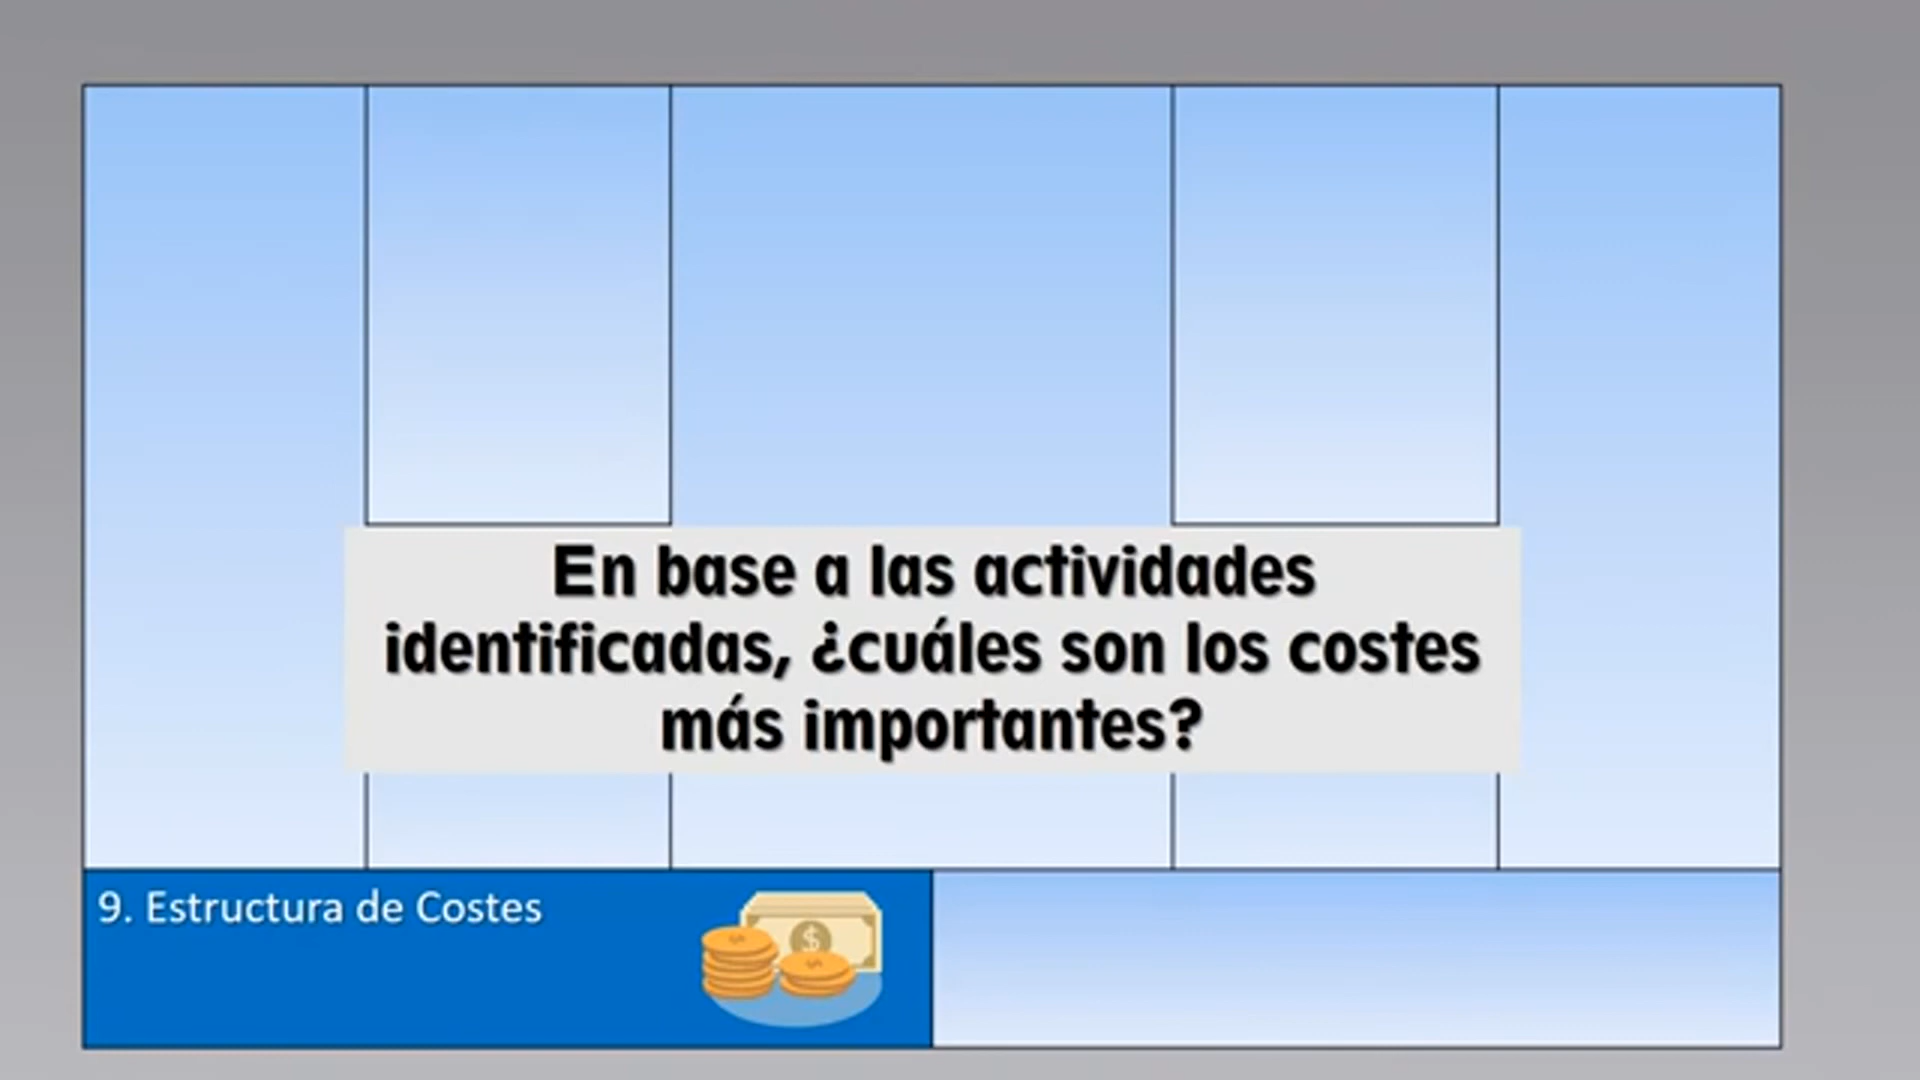 En base a las actividades
identificadas, ¿cuáles son los costes
más importantes?
9. Estructura de Costes
$